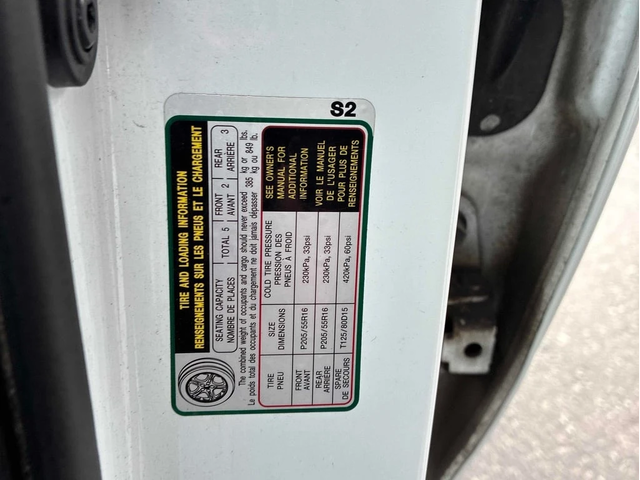 S2
TIRE AND LOADING INFORMATION
RENSEIGNEMENTS SUR LES PNEUS ET LE CHARGEMENT
SEATING CAPACITY
NOMBRE DE PLACES
TOTAL 5
FRONT
AVANT 2
REAR
ARRIÈRE 3
The combined weight of occupants and cargo should never exceed 385 kg or lbs.
Le poids total des occupants et du chargement ne doit jamais dépasser kg ou 849 lb.
TIRE
PNEU
SIZE
DIMENSIONS
COLD TIRE PRESSURE
PRESSION DES
PNEUS À FROID
SEE OWNER'S
MANUAL FOR
ADDITIONAL
INFORMATION
FRONT
AVANT
P205/55R16
230kPa, 33psi
REAR
ARRIÈRE
P205/55R16
230kPa, 33psi
VOIR LE MANUEL
DE L'USAGER
POUR PLUS DE
RENSEIGNEMENTS
SPARE
DE SECOURS
T125/80D15
420kPa, 60psi